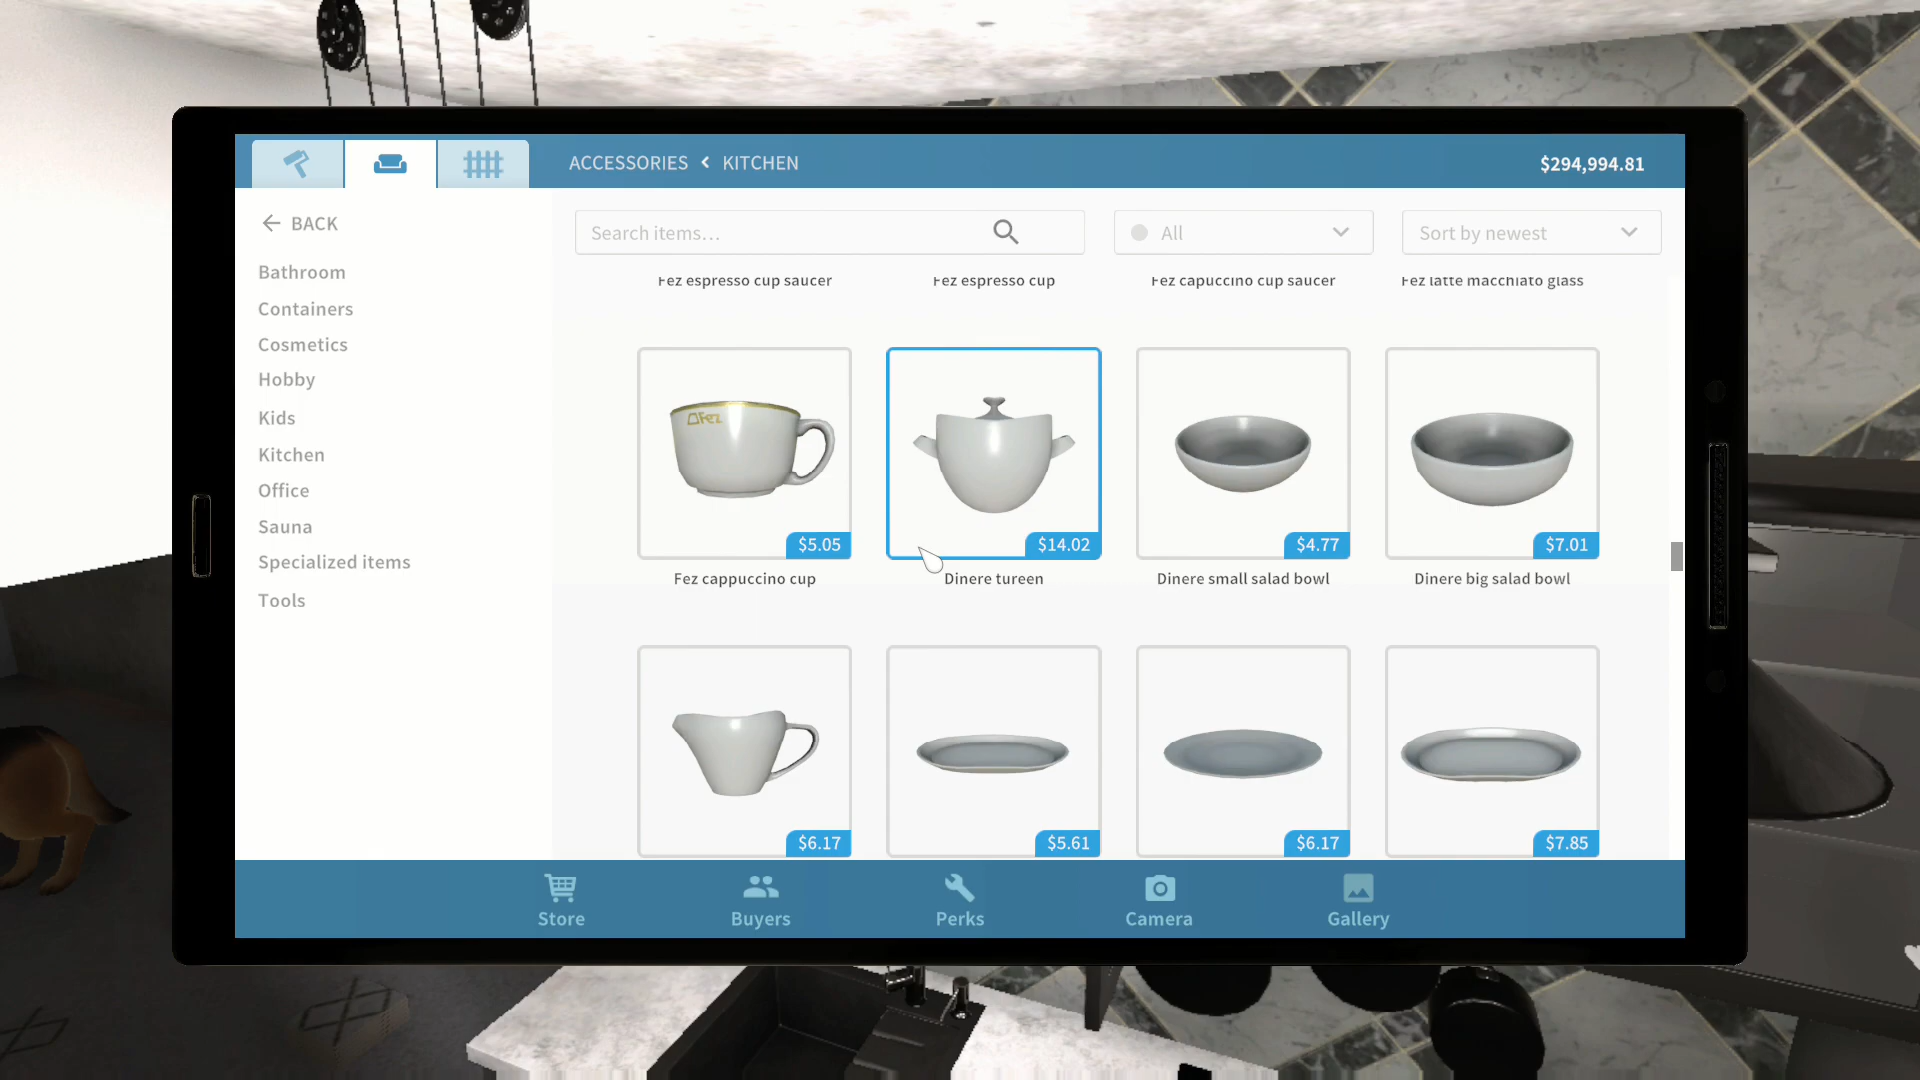 ACCESSORIES < KITCHEN
$294,994.81
BACK
Bathroom
Containers
Cosmetics
Hobby
Kids
Kitchen
Office
Sauna
Specialized items
Tools
Search items...
All
Sort by newest
Fez espresso cup saucer
Fez espresso cup
Fez capuccino cup saucer
Fez latte macchiato glass
Fez
$5.05
$14.02
$4.77
$7.01
Fez cappuccino cup
Dinere tureen
Dinere small salad bowl
Dinere big salad bowl
$6.17
$5.61
$6.17
$7.85
Store
Buyers
Perks
Camera
Gallery